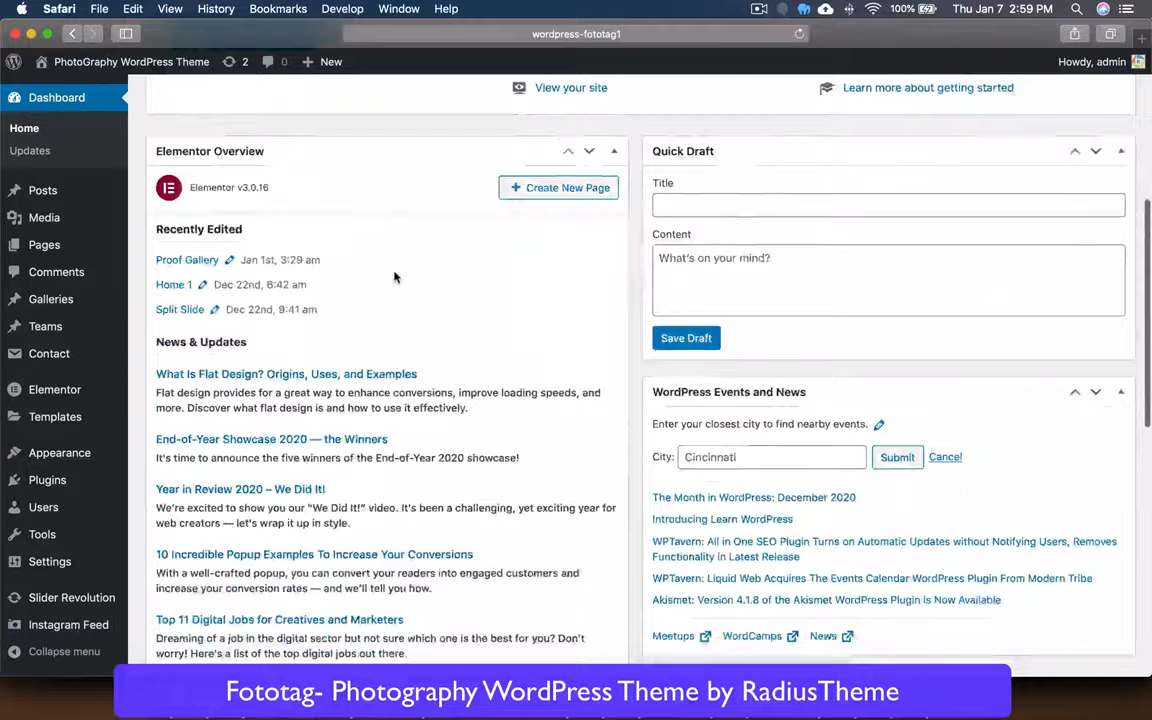 Safari File Edit View History Bookmarks Develop Window Help 100% Thu Jan 7 2:59 PM
wordpress-fototag1
PhotoGraphy WordPress Theme 2 0 New Howdy, admin
Dashboard
Home
Updates
Posts
Media
Pages
Comments
Galleries
Teams
Contact
Elementor
Templates
Appearance
Plugins
Users
Tools
Settings
Slider Revolution
Instagram Feed
Collapse menu
View your site
Learn more about getting started
Elementor Overview
Elementor v3.0.16
Create New Page
Recently Edited
Proof Gallery Jan 1st, 3:29 am
Home 1 Dec 22nd, 6:42 am
Split Slide Dec 22nd, 9:41 am
News & Updates
What Is Flat Design? Origins, Uses, and Examples
Flat design provides for a great way to enhance conversions, improve loading speeds, and
more. Discover what flat design is and how to use it effectively.
End-of-Year Showcase 2020 — the Winners
It's time to announce the five winners of the End-of-Year 2020 showcase!
Year in Review 2020 – We Did It!
We're excited to show you our "We Did It!" video. It's been a challenging, yet exciting year for
web creators — let's wrap it up in style.
10 Incredible Popup Examples To Increase Your Conversions
With a well-crafted popup, you can convert your readers into engaged customers and
increase your conversion rates — and we'll tell you how.
Top 11 Digital Jobs for Creatives and Marketers
Dreaming of a job in the digital sector but not sure which one is the best for you? Don't
worry! Here's a list of the top digital jobs out there.
Quick Draft
Title
Content
What's on your mind?
Save Draft
WordPress Events and News
Enter your closest city to find nearby events.
City: Cincinnati Submit Cancel
The Month in WordPress: December 2020
Introducing Learn WordPress
WPTavern: All in One SEO Plugin Turns on Automatic Updates without Notifying Users, Removes
Functionality in Latest Release
WPTavern: Liquid Web Acquires The Events Calendar WordPress Plugin From Modern Tribe
Akismet: Version 4.1.8 of the Akismet WordPress Plugin Is Now Available
Meetups WordCamps News
Fototag- Photography WordPress Theme by RadiusTheme